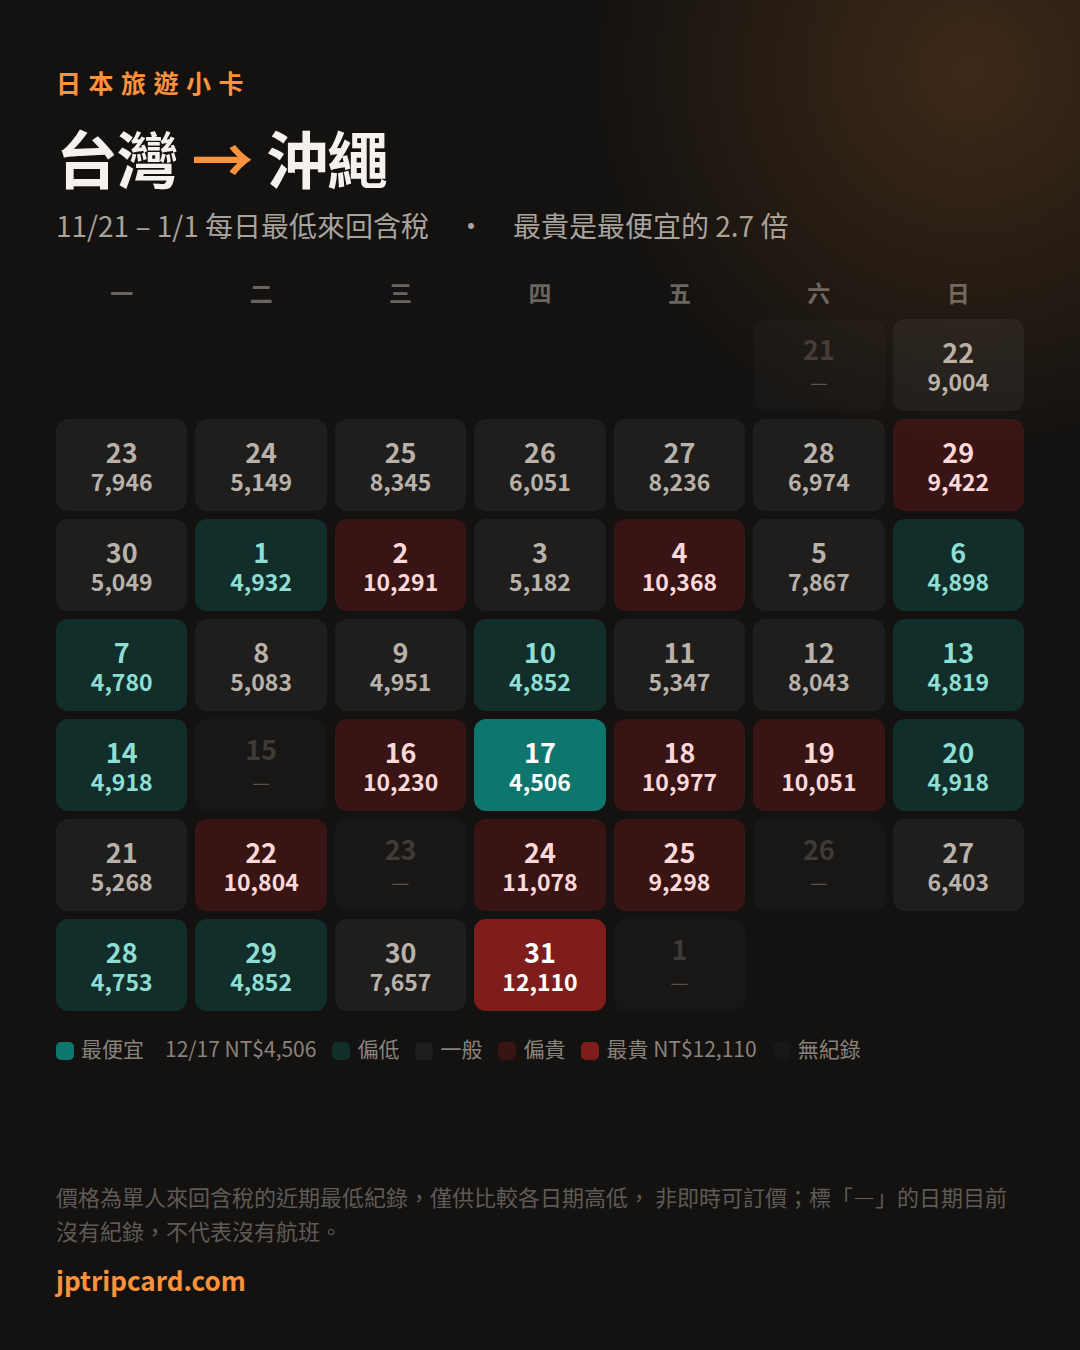 日本旅遊小卡
台灣 → 沖繩
11/21 – 1/1 每日最低來回含稅 ・ 最貴是最便宜的 2.7 倍
一 二 三 四 五 六 日
21 22
— 9,004
23 24 25 26 27 28 29
7,946 5,149 8,345 6,051 8,236 6,974 9,422
30 1 2 3 4 5 6
5,049 4,932 10,291 5,182 10,368 7,867 4,898
7 8 9 10 11 12 13
4,780 5,083 4,951 4,852 5,347 8,043 4,819
14 15 16 17 18 19 20
4,918 — 10,230 4,506 10,977 10,051 4,918
21 22 23 24 25 26 27
5,268 10,804 — 11,078 9,298 — 6,403
28 29 30 31 1
4,753 4,852 7,657 12,110 —
最便宜 12/17 NT$4,506 偏低 一般 偏貴 最貴 NT$12,110 無紀錄
價格為單人來回含稅的近期最低紀錄，僅供比較各日期高低， 非即時可訂價；標「—」的日期目前
沒有紀錄，不代表沒有航班。
jptripcard.com